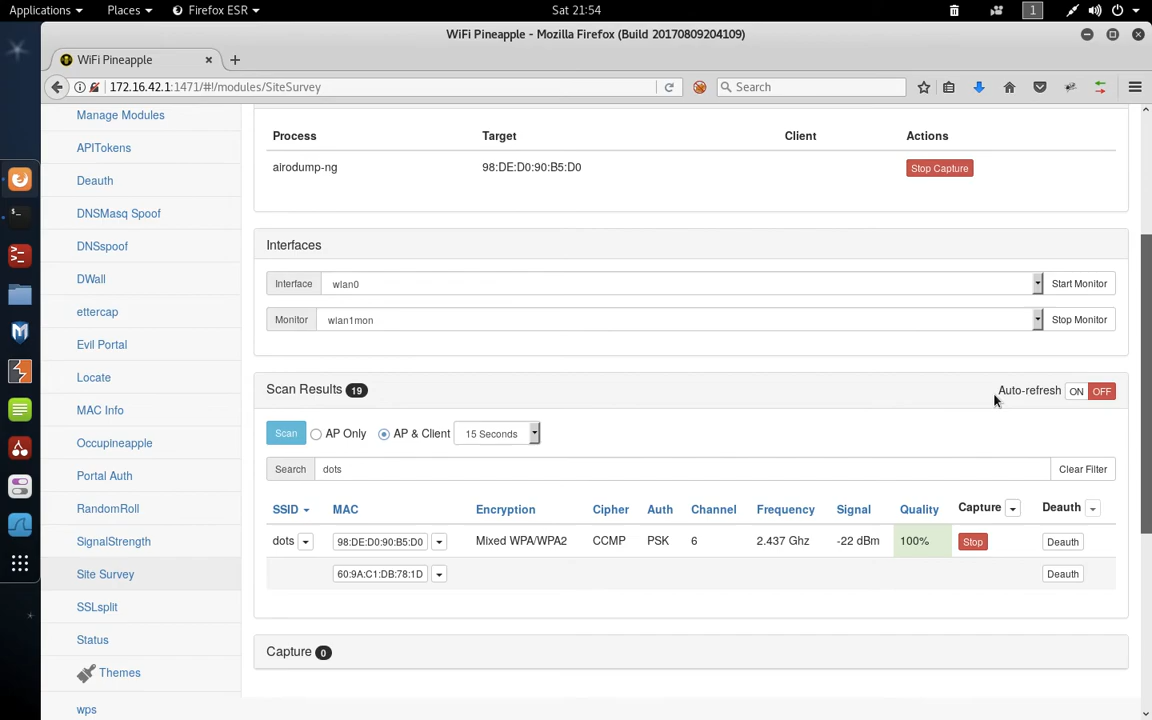 Applications Places Firefox ESR Sat 21:54 1
WiFi Pineapple - Mozilla Firefox (Build 20170809204109)
WiFi Pineapple
172.16.42.1:1471/#!/modules/SiteSurvey Search
Manage Modules
APITokens
Deauth
DNSMasq Spoof
DNSspoof
DWall
ettercap
Evil Portal
Locate
MAC Info
Occupineapple
Portal Auth
RandomRoll
SignalStrength
Site Survey
SSLsplit
Status
Themes
wps
Process Target Client Actions
airodump-ng 98:DE:D0:90:B5:D0 Stop Capture
Interfaces
Interface wlan0 Start Monitor
Monitor wlan1mon Stop Monitor
Scan Results 19 Auto-refresh ON OFF
Scan AP Only AP & Client 15 Seconds
Search dots Clear Filter
SSID MAC Encryption Cipher Auth Channel Frequency Signal Quality Capture Deauth
dots 98:DE:D0:90:B5:D0 Mixed WPA/WPA2 CCMP PSK 6 2.437 Ghz -22 dBm 100% Stop Deauth
60:9A:C1:DB:78:1D Deauth
Capture 0